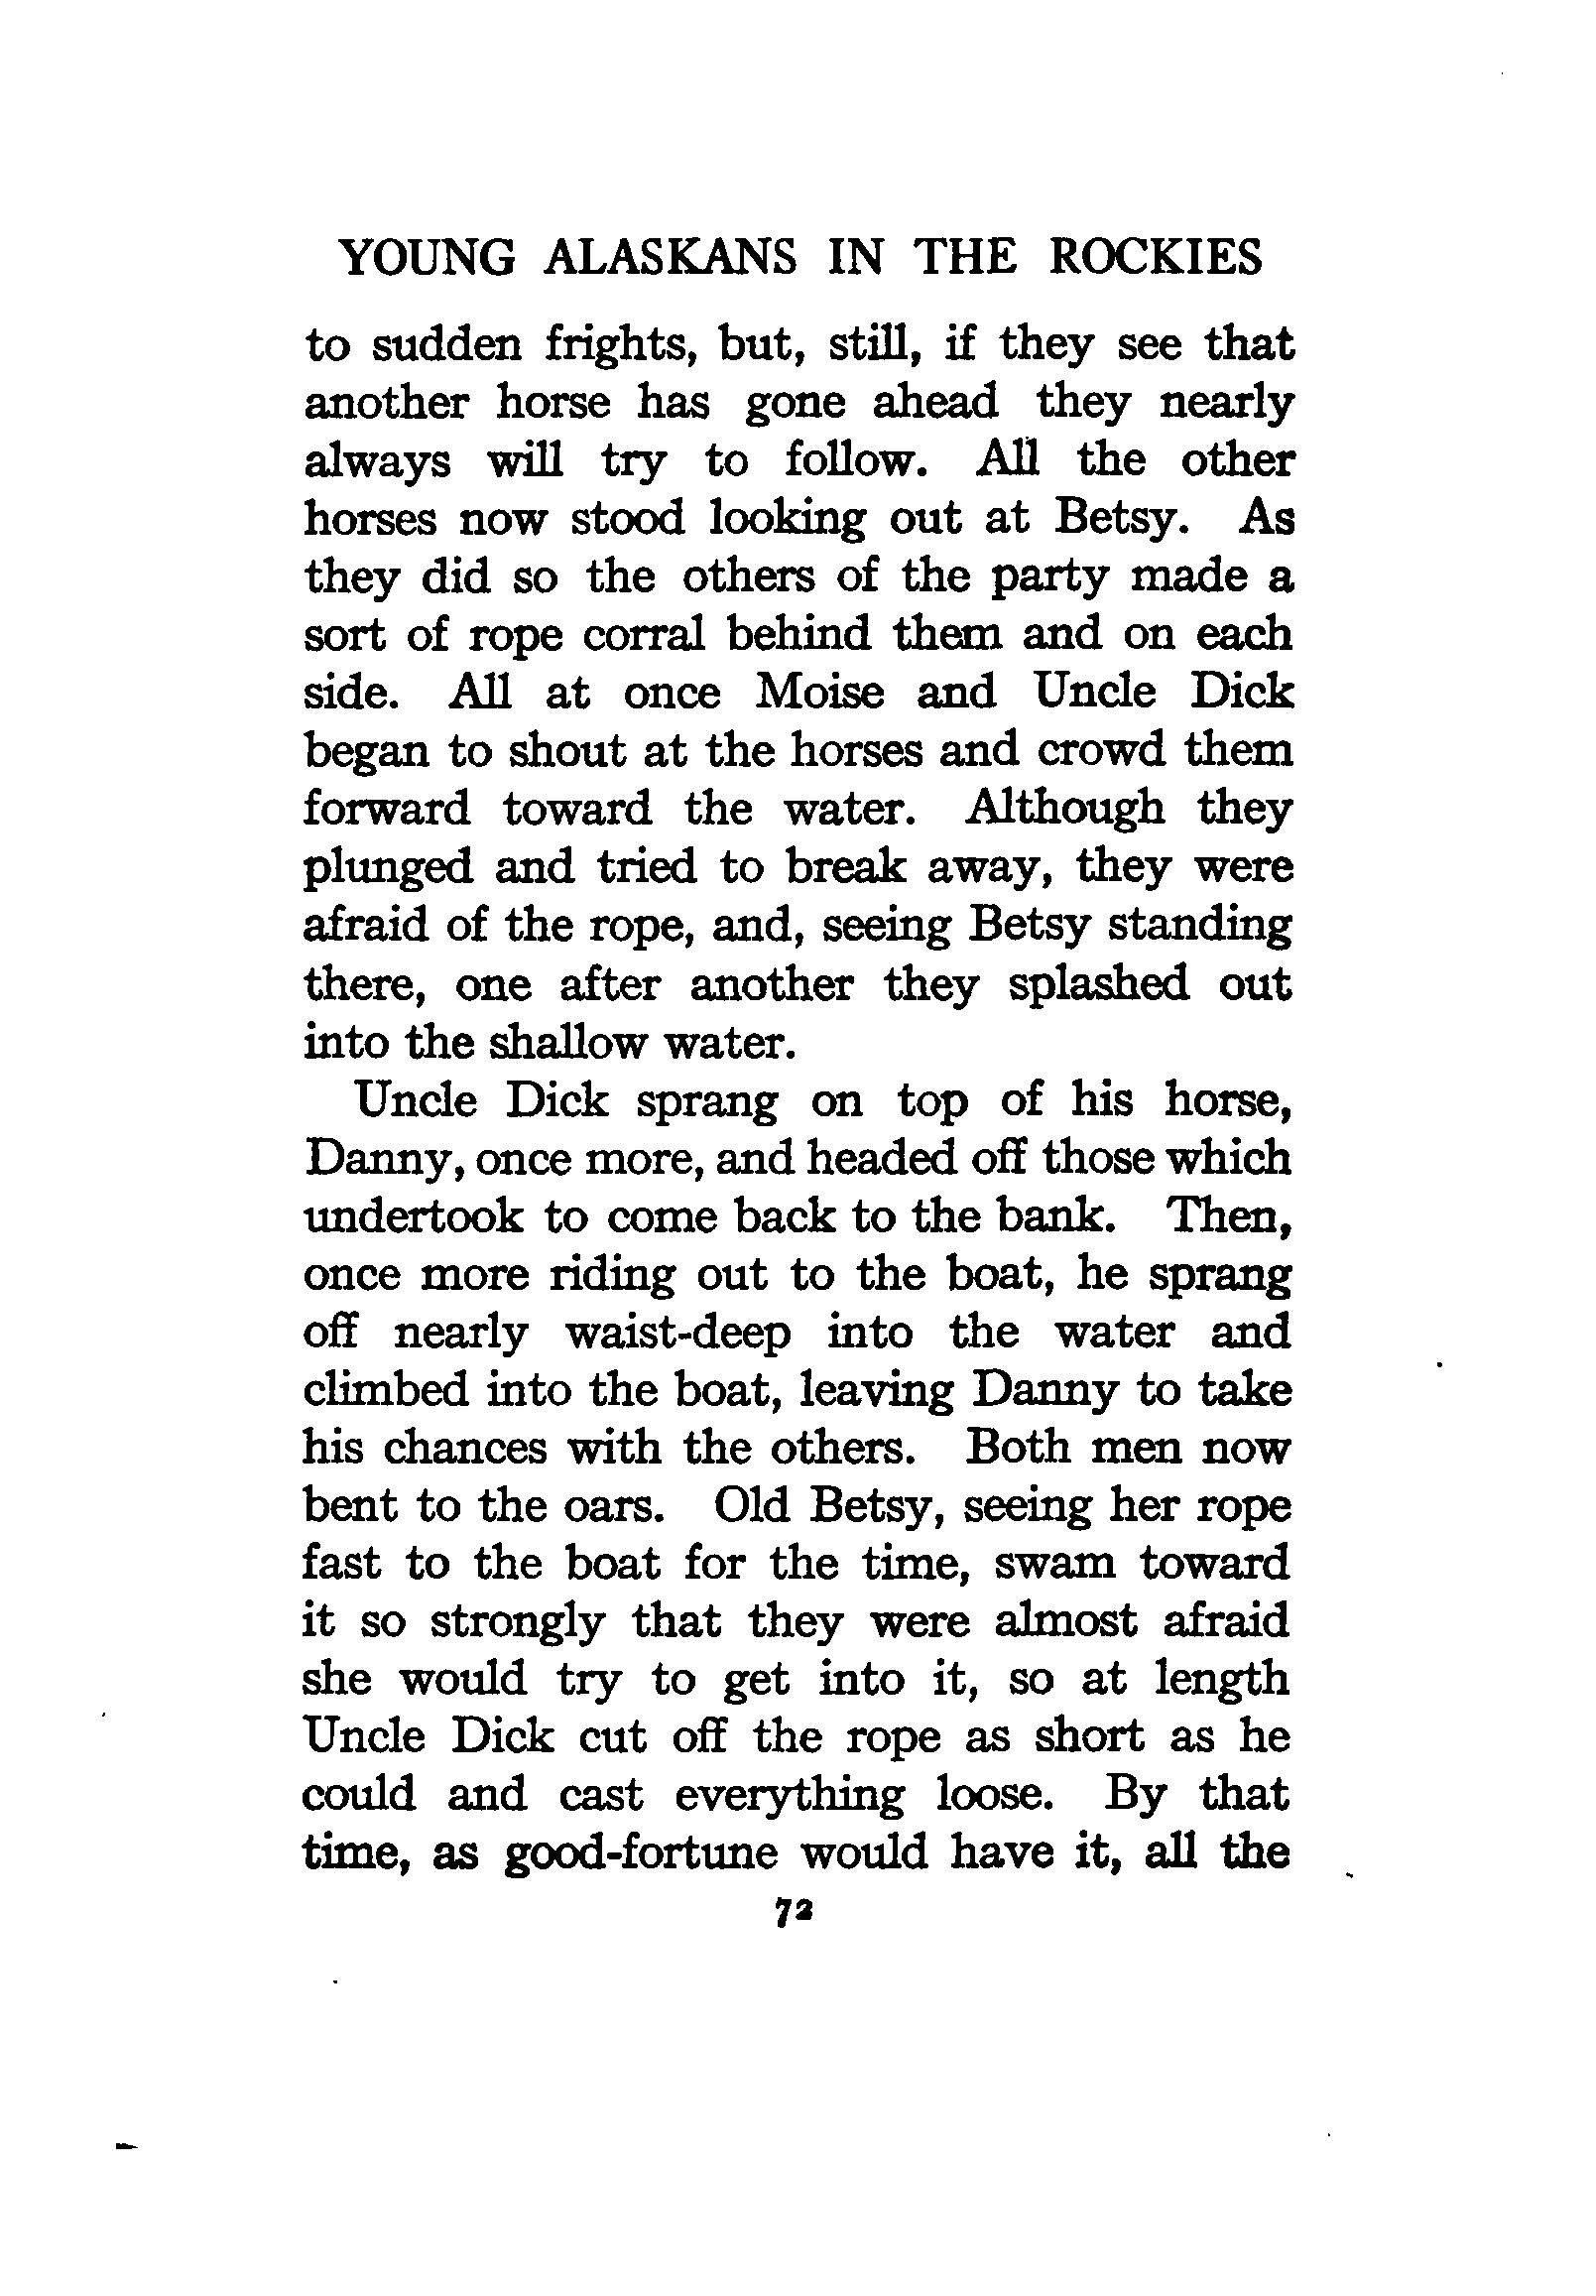 YOUNG ALASKANS IN THE ROCKIES
to sudden frights, but, still, if they see that
another horse has gone ahead they nearly
always will try to follow. All the other
horses now stood looking out at Betsy. As
they did so the others of the party made a
sort of rope corral behind them and on each
side. All at once Moise and Uncle Dick
began to shout at the horses and crowd them
forward toward the water. Although they
plunged and tried to break away, they were
afraid of the rope, and, seeing Betsy standing
there, one after another they splashed out
into the shallow water.
Uncle Dick sprang on top of his horse,
Danny, once more, and headed off those which
undertook to come back to the bank. Then,
once more riding out to the boat, he sprang
off nearly waist-deep into the water and
climbed into the boat, leaving Danny to take
his chances with the others. Both men now
bent to the oars. Old Betsy, seeing her rope
fast to the boat for the time, swam toward
it so strongly that they were almost afraid
she would try to get into it, so at length
Uncle Dick cut off the rope as short as he
could and cast everything loose. By that
time, as good-fortune would have it, all the
72